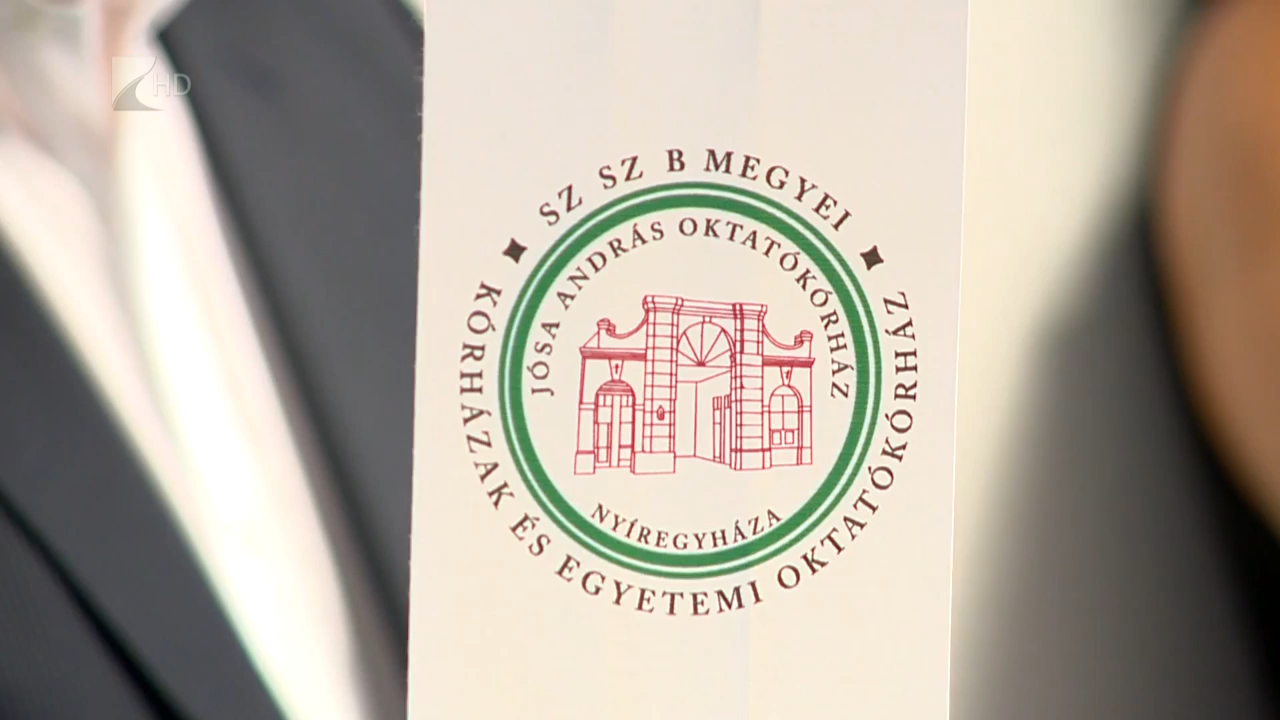 HD
SZ SZ B MEGYEI
KÓRHÁZAK ÉS EGYETEMI OKTATÓKÓRHÁZ
JÓSA ANDRÁS OKTATÓKÓRHÁZ
NYÍREGYHÁZA